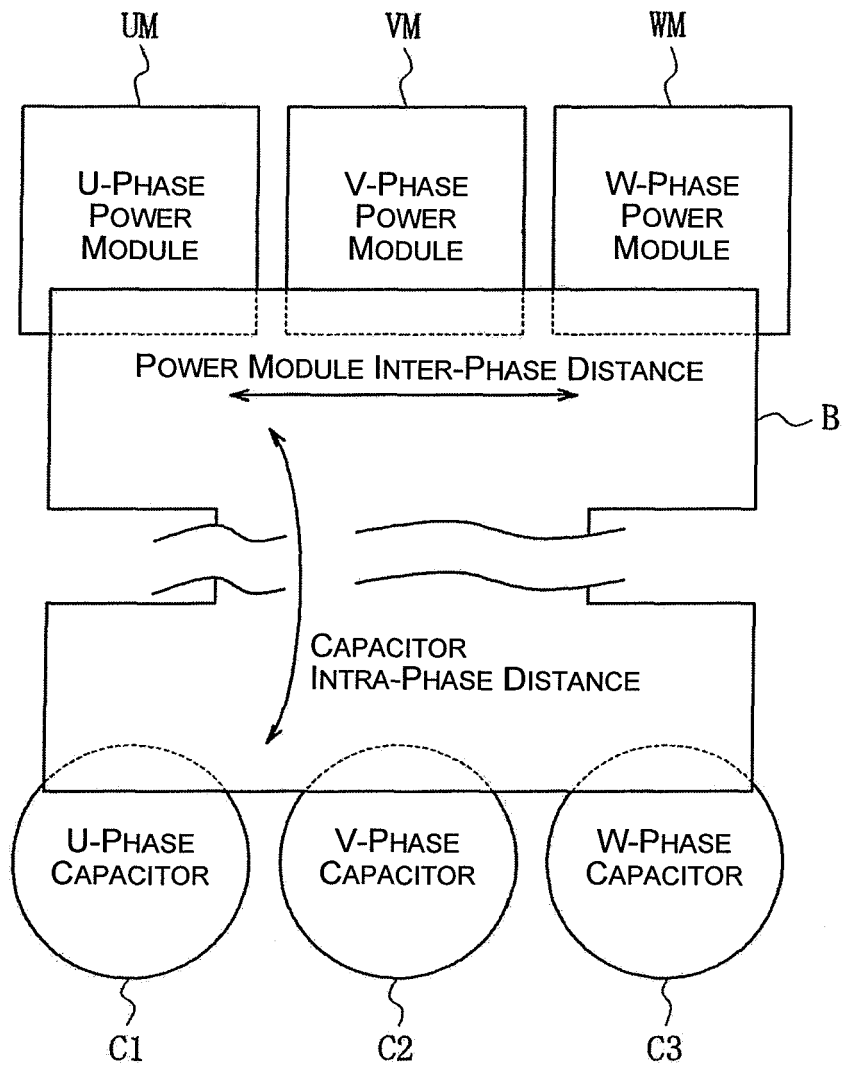 UM VM WM
U-PHASE
POWER
MODULE
V-PHASE
POWER
MODULE
W-PHASE
POWER
MODULE
POWER MODULE INTER-PHASE DISTANCE
B
CAPACITOR
INTRA-PHASE DISTANCE
U-PHASE
CAPACITOR
V-PHASE
CAPACITOR
W-PHASE
CAPACITOR
C1 C2 C3